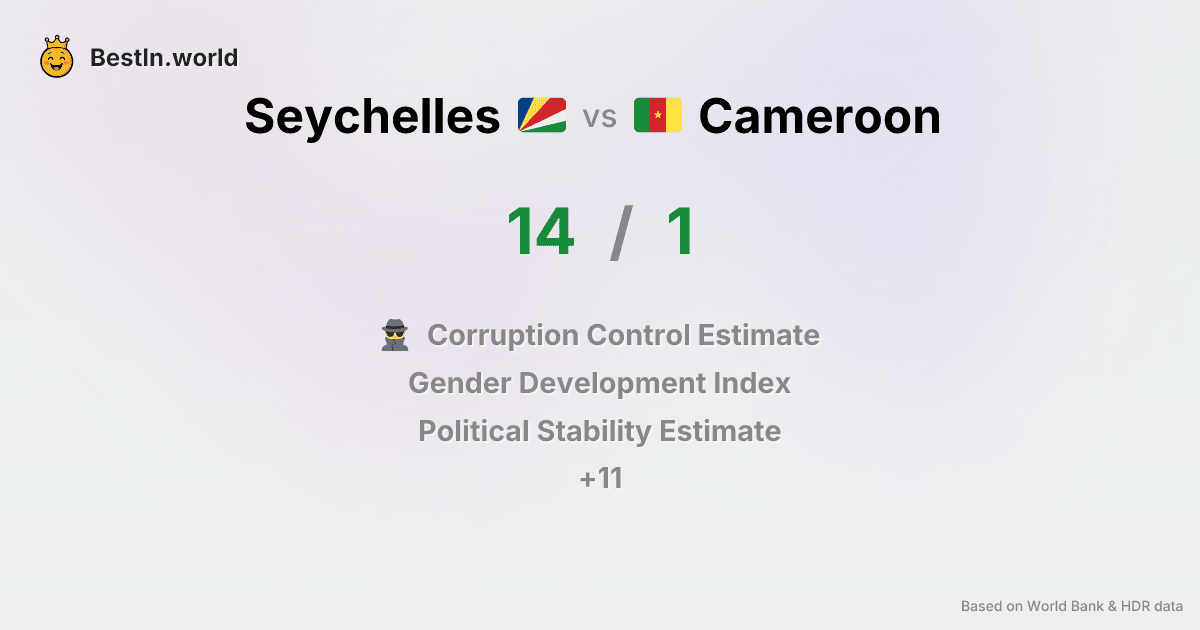 BestIn.world
Seychelles vs Cameroon
14 / 1
Corruption Control Estimate
Gender Development Index
Political Stability Estimate
+11
Based on World Bank & HDR data